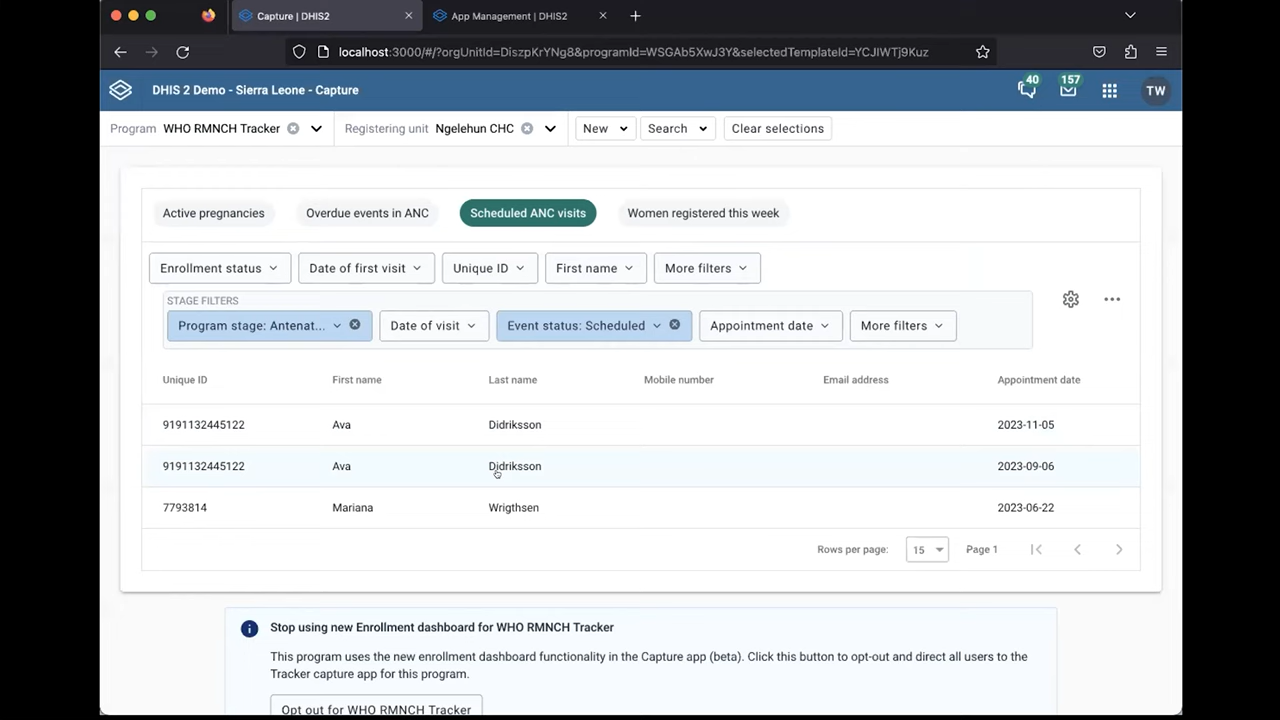 Capture | DHIS2
App Management | DHIS2
localhost:3000/#/?orgUnitId=DiszpKrYNg8&programId=WSGAb5XwJ3Y&selectedTemplateId=YCJIWTj9Kuz
DHIS 2 Demo - Sierra Leone - Capture
40
157
TW
Program WHO RMNCH Tracker
Registering unit Ngelehun CHC
New
Search
Clear selections
Active pregnancies
Overdue events in ANC
Scheduled ANC visits
Women registered this week
Enrollment status
Date of first visit
Unique ID
First name
More filters
STAGE FILTERS
Program stage: Antenat...
Date of visit
Event status: Scheduled
Appointment date
More filters
Unique ID First name Last name Mobile number Email address Appointment date
9191132445122 Ava Didriksson 2023-11-05
9191132445122 Ava Didriksson 2023-09-06
7793814 Mariana Wrigthsen 2023-06-22
Rows per page: 15 Page 1
Stop using new Enrollment dashboard for WHO RMNCH Tracker
This program uses the new enrollment dashboard functionality in the Capture app (beta). Click this button to opt-out and direct all users to the
Tracker capture app for this program.
Opt out for WHO RMNCH Tracker